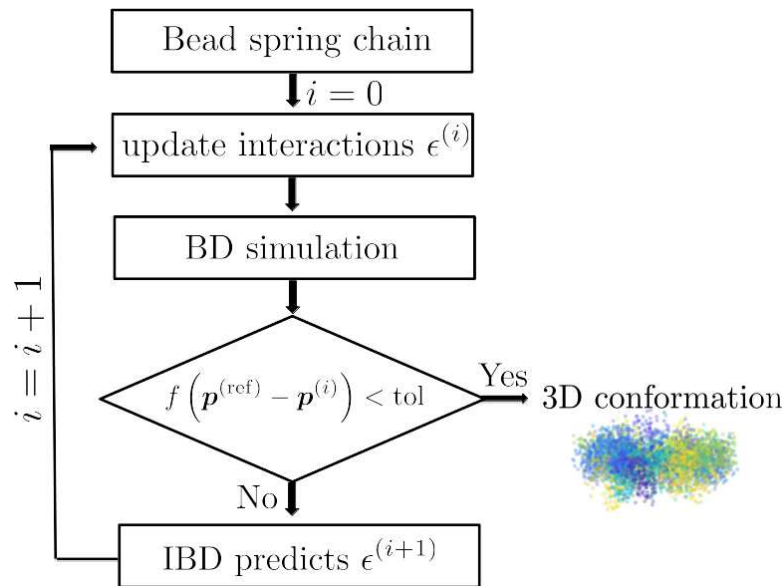 Bead spring chain
i = 0
update interactions ϵ^(i)
BD simulation
i = i + 1
f (p^(ref) − p^(i)) < tol
Yes
3D conformation
No
IBD predicts ϵ^(i+1)